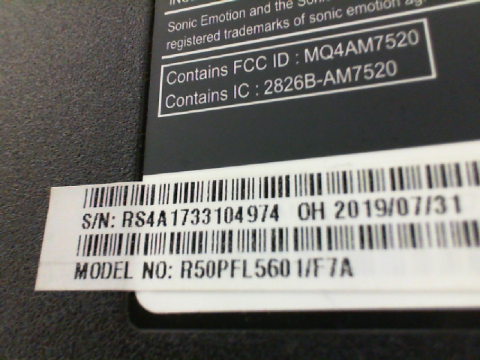 Sonic Emotion and the Son
registered trademarks of sonic emotion ag
Contains FCC ID : MQ4AM7520
Contains IC : 2826B-AM7520
S/N: RS4A1733104974 OH 2019/07/31
MODEL NO: R50PFL5601/F7A